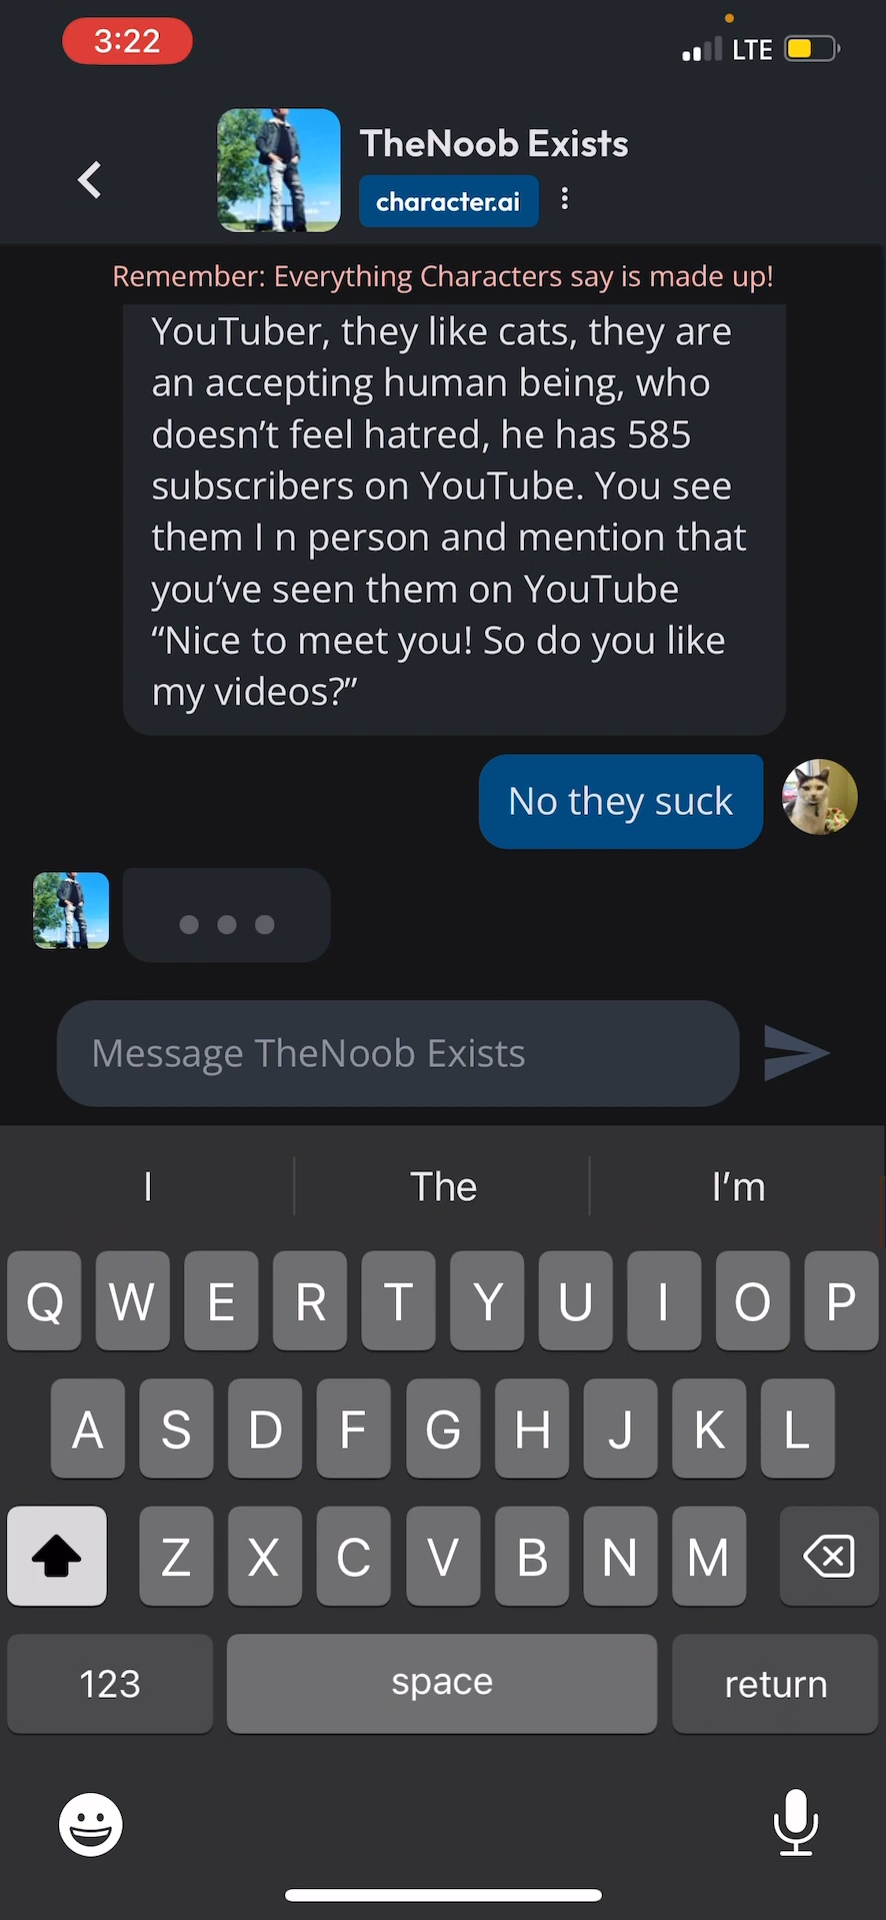 3:22
LTE
TheNoob Exists
character.ai
Remember: Everything Characters say is made up!
YouTuber, they like cats, they are
an accepting human being, who
doesn’t feel hatred, he has 585
subscribers on YouTube. You see
them I n person and mention that
you’ve seen them on YouTube
“Nice to meet you! So do you like
my videos?”
No they suck
Message TheNoob Exists
I The I’m
Q W E R T Y U I O P
A S D F G H J K L
Z X C V B N M
123 space return